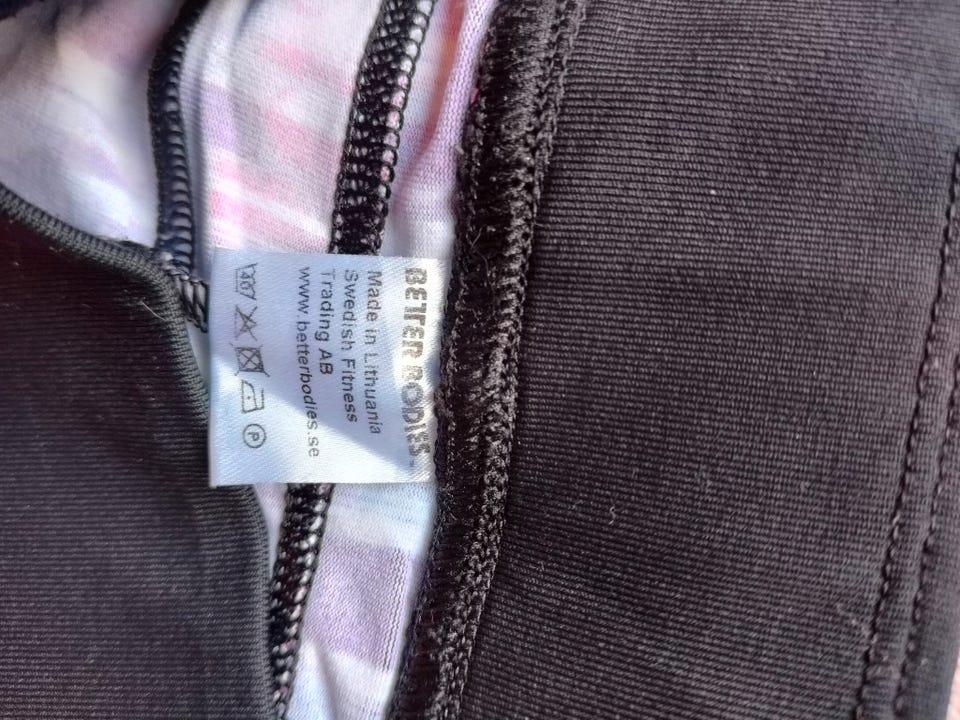 BETTER BODIES
Made in Lithuania
Swedish Fitness
Trading AB
www.betterbodies.se
40
P